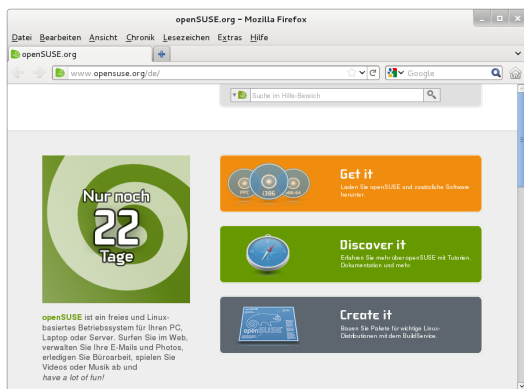 openSUSE.org - Mozilla Firefox
Datei Bearbeiten Ansicht Chronik Lesezeichen Extras Hilfe
openSUSE.org
www.opensuse.org/de/
Google
Suche im Hilfe-Bereich
Nur noch
22
Tage
openSUSE ist ein freies und Linux-
basiertes Betriebssystem für Ihren PC,
Laptop oder Server. Surfen Sie im Web,
verwalten Sie Ihre E-Mails und Photos,
erledigen Sie Büroarbeit, spielen Sie
Videos oder Musik ab und
have a lot of fun!
PPC i386 x86-64
Get it
Laden Sie openSUSE und zusätzliche Software
herunter.
Discover it
Erfahren Sie mehr über openSUSE mit Tutorien,
Dokumentation und mehr
Create it
Bauen Sie Pakete für wichtige Linux-
Distributionen mit dem BuildService.